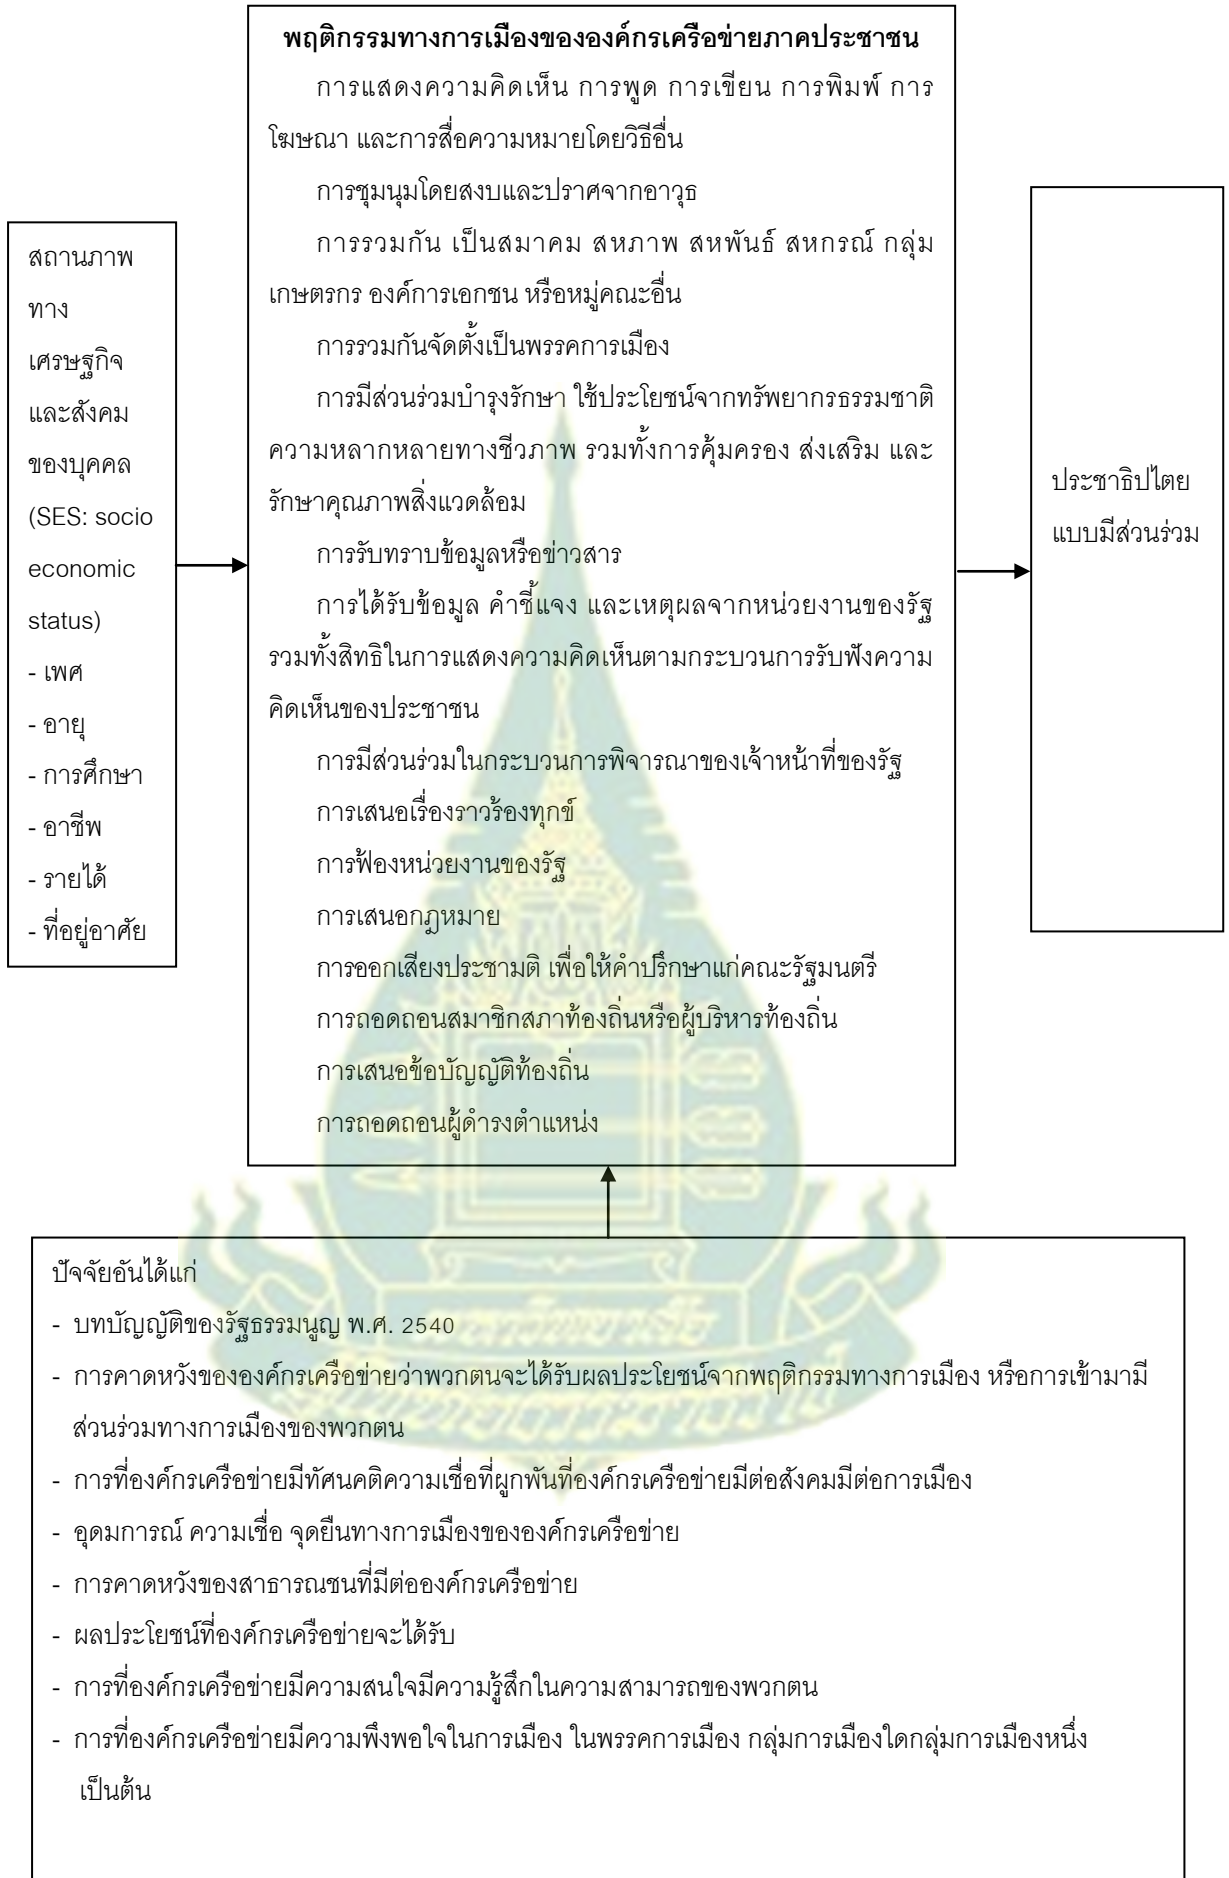 พฤติกรรมทางการเมืองขององค์กรเครือข่ายภาคประชาชน
การแสดงความคิดเห็น การพูด การเขียน การพิมพ์ การ
โฆษณา และการสื่อความหมายโดยวิธีอื่น
การชุมนุมโดยสงบและปราศจากอาวุธ
การรวมกัน เป็นสมาคม สหภาพ สหพันธ์ สหกรณ์ กลุ่ม
เกษตรกร องค์การเอกชน หรือหมู่คณะอื่น
การรวมกันจัดตั้งเป็นพรรคการเมือง
การมีส่วนร่วมบำรุงรักษา ใช้ประโยชน์จากทรัพยากรธรรมชาติ
ความหลากหลายทางชีวภาพ รวมทั้งการคุ้มครอง ส่งเสริม และ
รักษาคุณภาพสิ่งแวดล้อม
การรับทราบข้อมูลหรือข่าวสาร
การได้รับข้อมูล คำชี้แจง และเหตุผลจากหน่วยงานของรัฐ
รวมทั้งสิทธิในการแสดงความคิดเห็นตามกระบวนการรับฟังความ
คิดเห็นของประชาชน
การมีส่วนร่วมในกระบวนการพิจารณาของเจ้าหน้าที่ของรัฐ
การเสนอเรื่องราวร้องทุกข์
การฟ้องหน่วยงานของรัฐ
การเสนอกฎหมาย
การออกเสียงประชามติ เพื่อให้คำปรึกษาแก่คณะรัฐมนตรี
การถอดถอนสมาชิกสภาท้องถิ่นหรือผู้บริหารท้องถิ่น
การเสนอข้อบัญญัติท้องถิ่น
การถอดถอนผู้ดำรงตำแหน่ง
สถานภาพ
ทาง
เศรษฐกิจ
และสังคม
ของบุคคล
(SES: socio
economic
status)
- เพศ
- อายุ
- การศึกษา
- อาชีพ
- รายได้
- ที่อยู่อาศัย
ประชาธิปไตย
แบบมีส่วนร่วม
ปัจจัยอันได้แก่
- บทบัญญัติของรัฐธรรมนูญ พ.ศ. 2540
- การคาดหวังขององค์กรเครือข่ายว่าพวกตนจะได้รับผลประโยชน์จากพฤติกรรมทางการเมือง หรือการเข้ามามี
ส่วนร่วมทางการเมืองของพวกตน
- การที่องค์กรเครือข่ายมีทัศนคติความเชื่อที่ผูกพันที่องค์กรเครือข่ายมีต่อสังคมมีต่อการเมือง
- อุดมการณ์ ความเชื่อ จุดยืนทางการเมืองขององค์กรเครือข่าย
- การคาดหวังของสาธารณชนที่มีต่อองค์กรเครือข่าย
- ผลประโยชน์ที่องค์กรเครือข่ายจะได้รับ
- การที่องค์กรเครือข่ายมีความสนใจมีความรู้สึกในความสามารถของพวกตน
- การที่องค์กรเครือข่ายมีความพึงพอใจในการเมือง ในพรรคการเมือง กลุ่มการเมืองใดกลุ่มการเมืองหนึ่ง
เป็นต้น